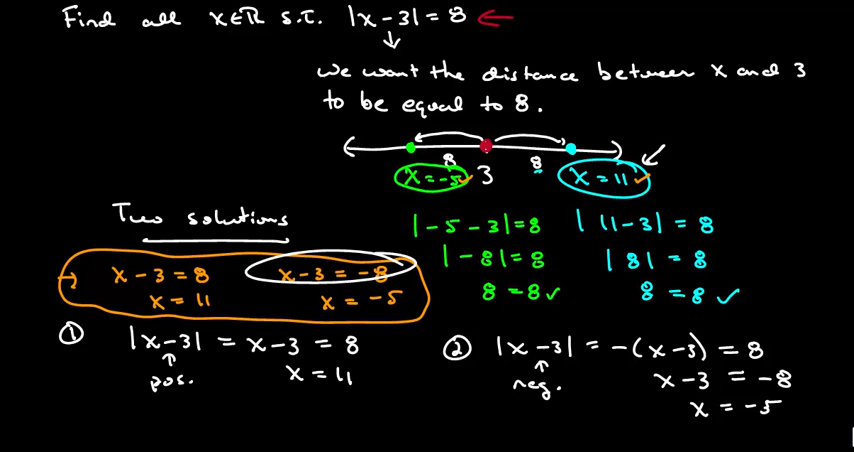 Find all x∈ℝ s.t. |x-3| = 8
We want the distance between x and 3
to be equal to 8.
8 8
x = -5 3 x = 11
Two solutions
|-5-3|=8 |11-3| = 8
|-8|=8 |8| = 8
8=8 ✓ 8=8 ✓
x-3=8 x-3=-8
x=11 x=-5
① |x-3| = x-3 = 8
pos. x = 11
② |x-3| = -(x-3) = 8
neg. x-3 = -8
x = -5